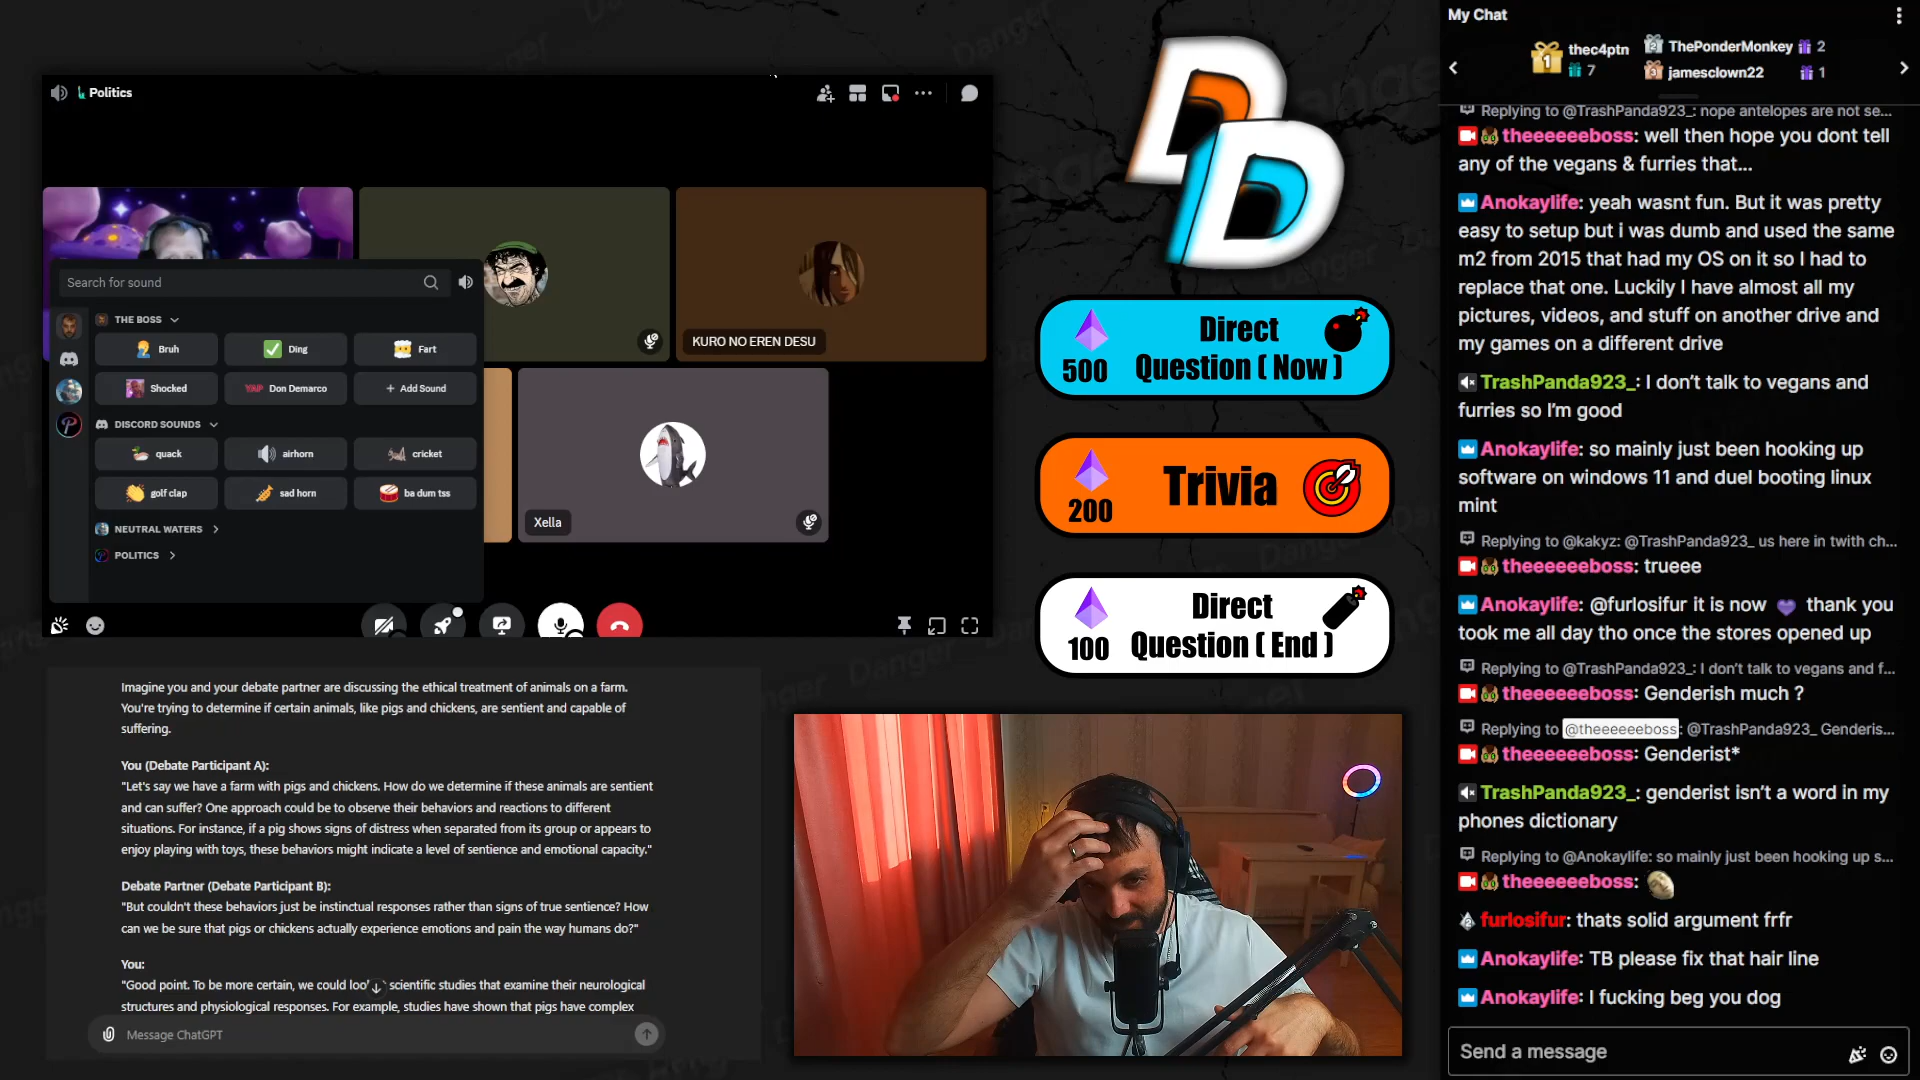 Politics
Search for sound
THE BOSS
Bruh
Ding
Fart
Shocked
YAP Don Demarco
+ Add Sound
DISCORD SOUNDS
quack
airhorn
cricket
golf clap
sad horn
ba dum tss
NEUTRAL WATERS
POLITICS
KURO NO EREN DESU
Xella
Imagine you and your debate partner are discussing the ethical treatment of animals on a farm.
You're trying to determine if certain animals, like pigs and chickens, are sentient and capable of
suffering.
You (Debate Participant A):
"Let's say we have a farm with pigs and chickens. How do we determine if these animals are sentient
and can suffer? One approach could be to observe their behaviors and reactions to different
situations. For instance, if a pig shows signs of distress when separated from its group or appears to
enjoy playing with toys, these behaviors might indicate a level of sentience and emotional capacity."
Debate Partner (Debate Participant B):
"But couldn't these behaviors just be instinctual responses rather than signs of true sentience? How
can we be sure that pigs or chickens actually experience emotions and pain the way humans do?"
You:
"Good point. To be more certain, we could loo scientific studies that examine their neurological
structures and physiological responses. For example, studies have shown that pigs have complex
Message ChatGPT
DD
500
Direct
Question ( Now )
200
Trivia
100
Direct
Question ( End )
My Chat
1 thec4ptn
7
2 ThePonderMonkey 2
3 jamesclown22 1
Replying to @TrashPanda923_: nope antelopes are not se...
theeeeeeboss: well then hope you dont tell
any of the vegans & furries that...
Anokaylife: yeah wasnt fun. But it was pretty
easy to setup but i was dumb and used the same
m2 from 2015 that had my OS on it so I had to
replace that one. Luckily I have almost all my
pictures, videos, and stuff on another drive and
my games on a different drive
TrashPanda923_: I don't talk to vegans and
furries so I'm good
Anokaylife: so mainly just been hooking up
software on windows 11 and duel booting linux
mint
Replying to @kakyz: @TrashPanda923_ us here in twith ch...
theeeeeeboss: trueee
Anokaylife: @furlosifur it is now thank you
took me all day tho once the stores opened up
Replying to @TrashPanda923_: I don't talk to vegans and f...
theeeeeeboss: Genderish much ?
Replying to @theeeeeeboss: @TrashPanda923_ Genderis...
theeeeeeboss: Genderist*
TrashPanda923_: genderist isn't a word in my
phones dictionary
Replying to @Anokaylife: so mainly just been hooking up s...
theeeeeeboss:
furlosifur: thats solid argument frfr
Anokaylife: TB please fix that hair line
Anokaylife: I fucking beg you dog
Send a message